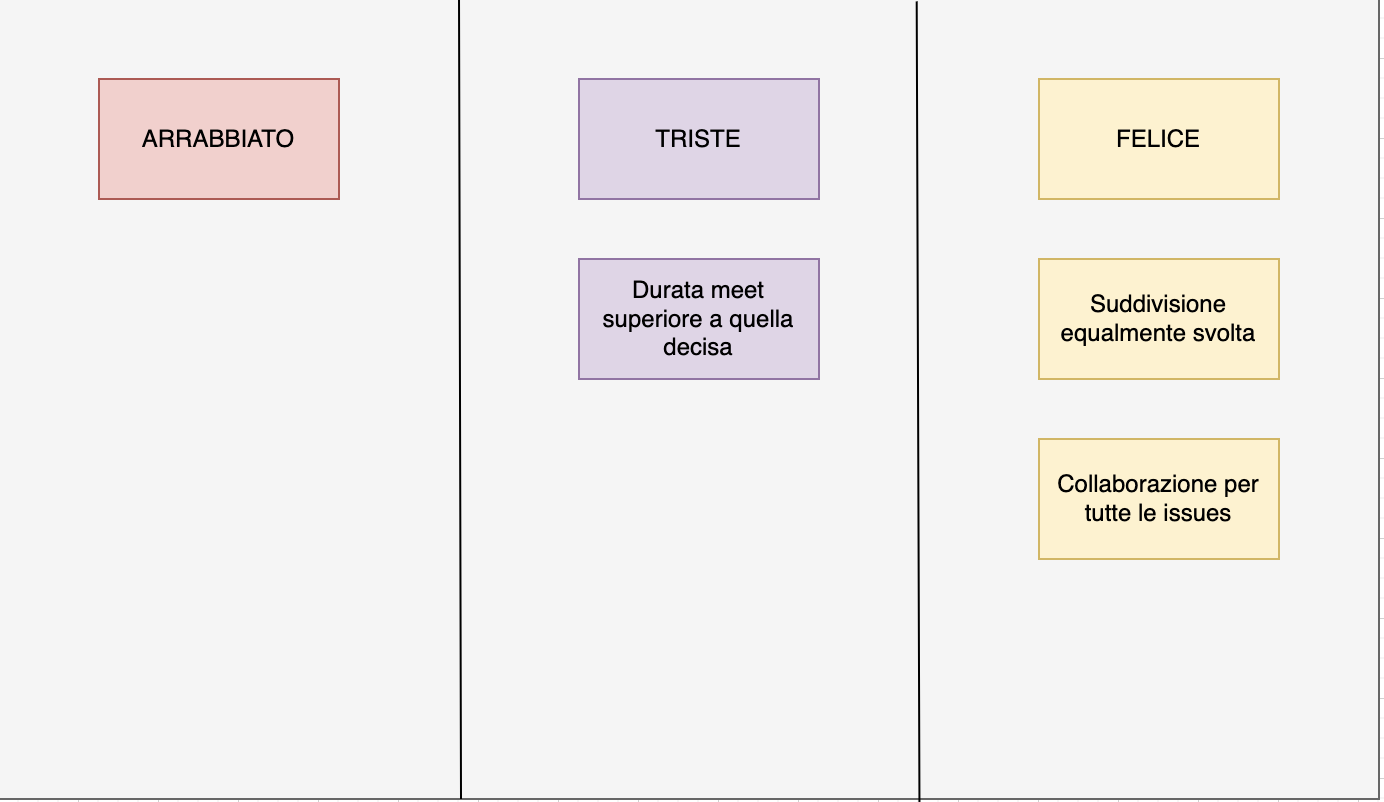 ARRABBIATO
TRISTE
FELICE
Durata meet
superiore a quella
decisa
Suddivisione
equalmente svolta
Collaborazione per
tutte le issues